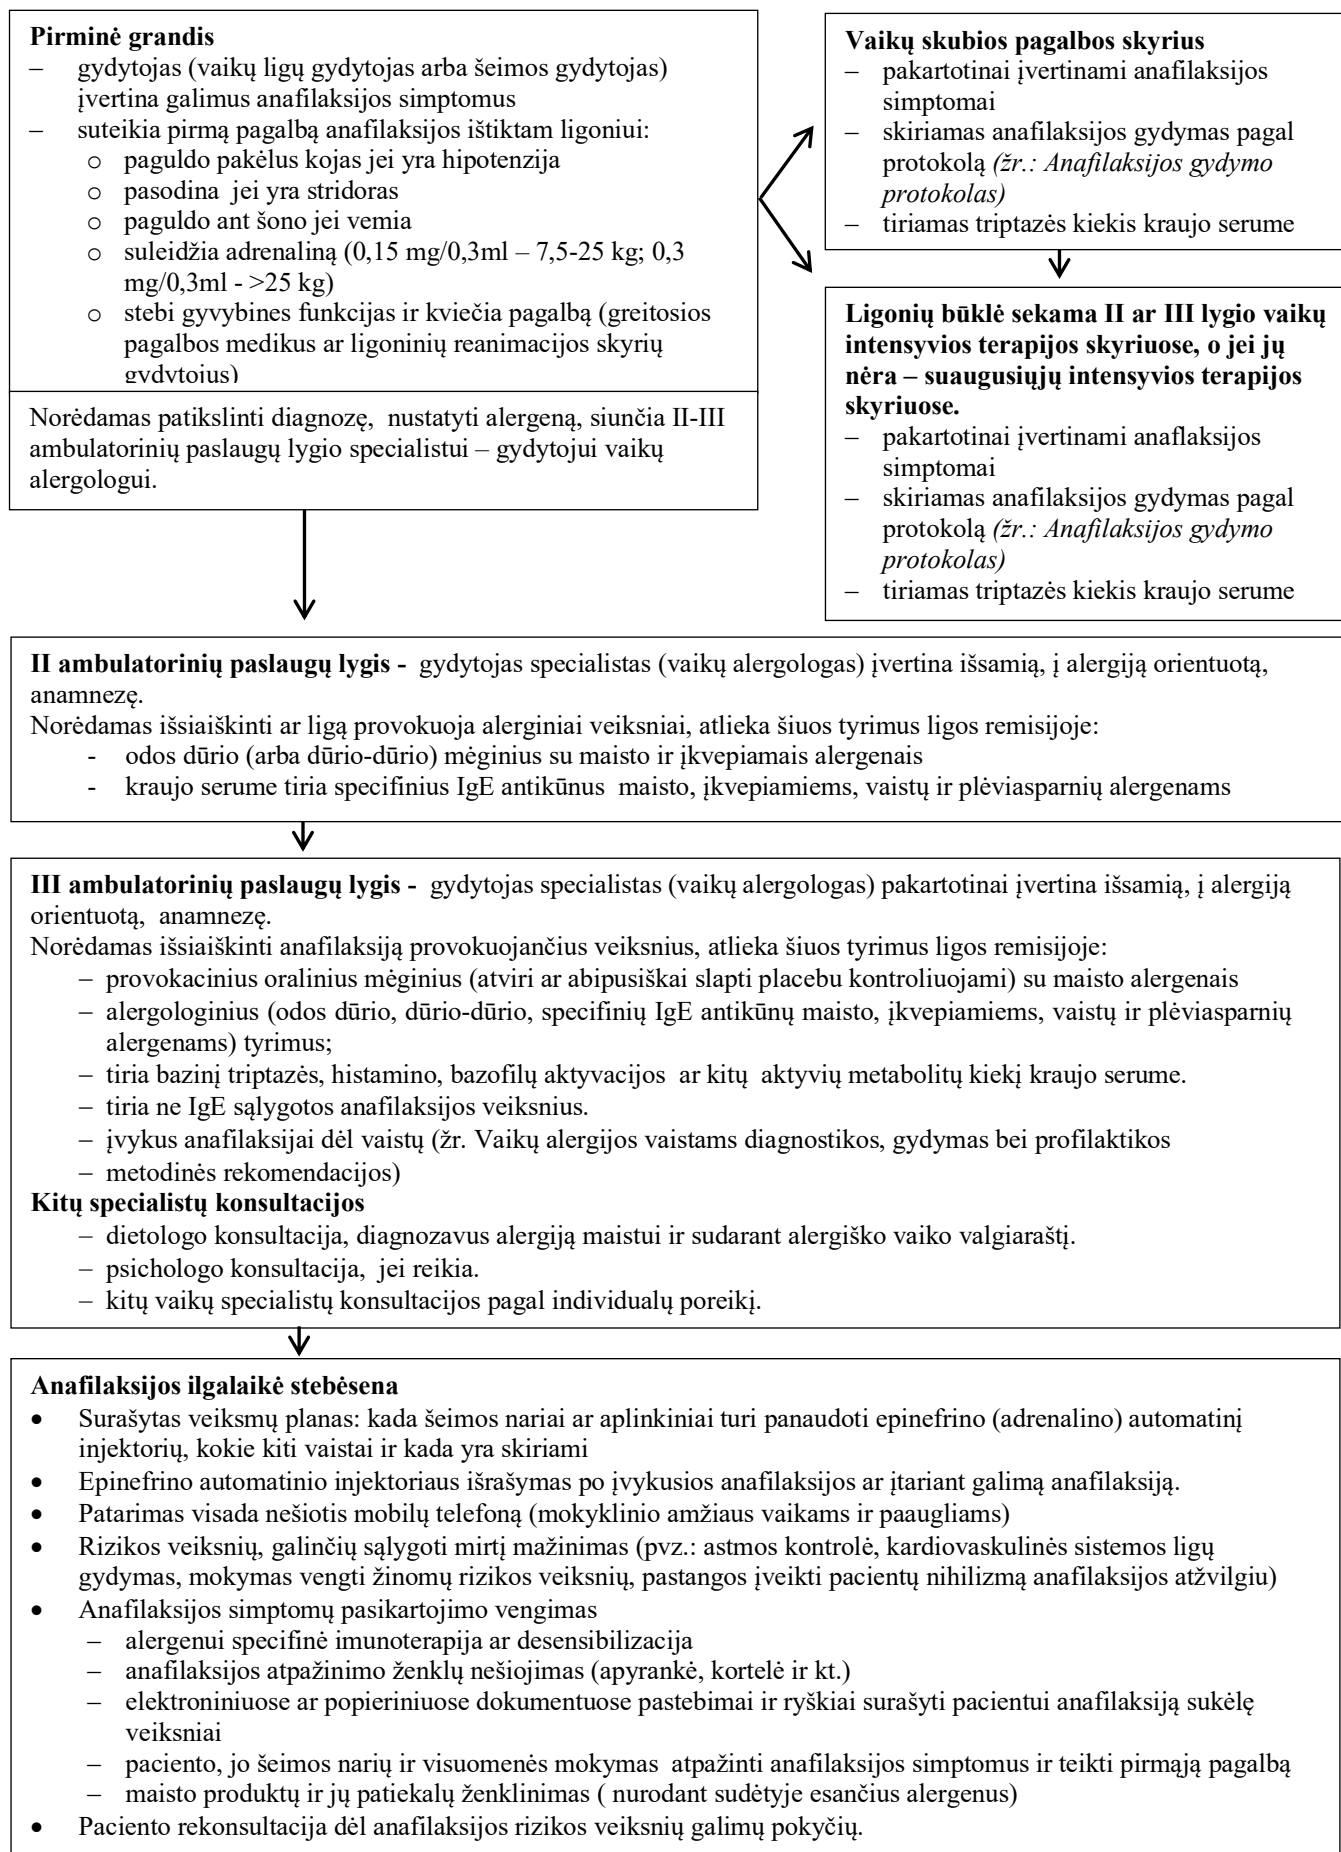 Pirminė grandis
– gydytojas (vaikų ligų gydytojas arba šeimos gydytojas)
įvertina galimus anafilaksijos simptomus
– suteikia pirmą pagalbą anafilaksijos ištiktam ligoniui:
o paguldo pakėlus kojas jei yra hipotenzija
o pasodina jei yra stridoras
o paguldo ant šono jei vemia
o suleidžia adrenaliną (0,15 mg/0,3ml – 7,5-25 kg; 0,3
mg/0,3ml - >25 kg)
o stebi gyvybines funkcijas ir kviečia pagalbą (greitosios
pagalbos medikus ar ligoninių reanimacijos skyrių
gydytojus)
Norėdamas patikslinti diagnozę, nustatyti alergeną, siunčia II-III
ambulatorinių paslaugų lygio specialistui – gydytojui vaikų
alergologui.
Vaikų skubios pagalbos skyrius
– pakartotinai įvertinami anafilaksijos
simptomai
– skiriamas anafilaksijos gydymas pagal
protokolą (žr.: Anafilaksijos gydymo
protokolas)
– tiriamas triptazės kiekis kraujo serume
Ligonių būklė sekama II ar III lygio vaikų
intensyvios terapijos skyriuose, o jei jų
nėra – suaugusiųjų intensyvios terapijos
skyriuose.
– pakartotinai įvertinami anaflaksijos
simptomai
– skiriamas anafilaksijos gydymas pagal
protokolą (žr.: Anafilaksijos gydymo
protokolas)
– tiriamas triptazės kiekis kraujo serume
II ambulatorinių paslaugų lygis - gydytojas specialistas (vaikų alergologas) įvertina išsamią, į alergiją orientuotą,
anamnezę.
Norėdamas išsiaiškinti ar ligą provokuoja alerginiai veiksniai, atlieka šiuos tyrimus ligos remisijoje:
- odos dūrio (arba dūrio-dūrio) mėginius su maisto ir įkvepiamais alergenais
- kraujo serume tiria specifinius IgE antikūnus maisto, įkvepiamiems, vaistų ir plėviasparnių alergenams
III ambulatorinių paslaugų lygis - gydytojas specialistas (vaikų alergologas) pakartotinai įvertina išsamią, į alergiją
orientuotą, anamnezę.
Norėdamas išsiaiškinti anafilaksiją provokuojančius veiksnius, atlieka šiuos tyrimus ligos remisijoje:
– provokacinius oralinius mėginius (atviri ar abipusiškai slapti placebu kontroliuojami) su maisto alergenais
– alergologinius (odos dūrio, dūrio-dūrio, specifinių IgE antikūnų maisto, įkvepiamiems, vaistų ir plėviasparnių
alergenams) tyrimus;
– tiria bazinį triptazės, histamino, bazofilų aktyvacijos ar kitų aktyvių metabolitų kiekį kraujo serume.
– tiria ne IgE sąlygotos anafilaksijos veiksnius.
– įvykus anafilaksijai dėl vaistų (žr. Vaikų alergijos vaistams diagnostikos, gydymas bei profilaktikos
– metodinės rekomendacijos)
Kitų specialistų konsultacijos
– dietologo konsultacija, diagnozavus alergiją maistui ir sudarant alergiško vaiko valgiaraštį.
– psichologo konsultacija, jei reikia.
– kitų vaikų specialistų konsultacijos pagal individualų poreikį.
Anafilaksijos ilgalaikė stebėsena
• Surašytas veiksmų planas: kada šeimos nariai ar aplinkiniai turi panaudoti epinefrino (adrenalino) automatinį
injektorių, kokie kiti vaistai ir kada yra skiriami
• Epinefrino automatinio injektoriaus išrašymas po įvykusios anafilaksijos ar įtariant galimą anafilaksiją.
• Patarimas visada nešiotis mobilų telefoną (mokyklinio amžiaus vaikams ir paaugliams)
• Rizikos veiksnių, galinčių sąlygoti mirtį mažinimas (pvz.: astmos kontrolė, kardiovaskulinės sistemos ligų
gydymas, mokymas vengti žinomų rizikos veiksnių, pastangos įveikti pacientų nihilizmą anafilaksijos atžvilgiu)
• Anafilaksijos simptomų pasikartojimo vengimas
– alergenui specifinė imunoterapija ar desensibilizacija
– anafilaksijos atpažinimo ženklų nešiojimas (apyrankė, kortelė ir kt.)
– elektroniniuose ar popieriniuose dokumentuose pastebimai ir ryškiai surašyti pacientui anafilaksiją sukėlę
veiksniai
– paciento, jo šeimos narių ir visuomenės mokymas atpažinti anafilaksijos simptomus ir teikti pirmąją pagalbą
– maisto produktų ir jų patiekalų ženklinimas ( nurodant sudėtyje esančius alergenus)
• Paciento rekonsultacija dėl anafilaksijos rizikos veiksnių galimų pokyčių.